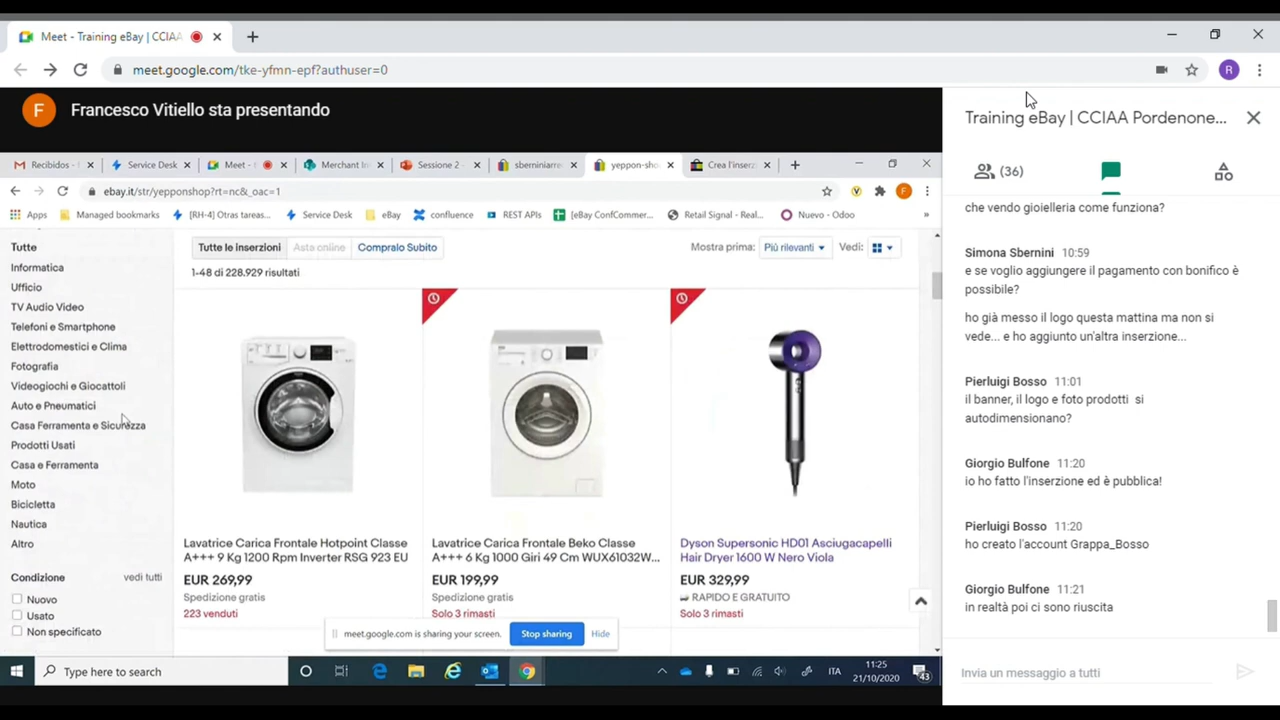 Meet - Training eBay | CCIAA
meet.google.com/tke-yfmn-epf?authuser=0
R
F
Francesco Vitiello sta presentando
Training eBay | CCIAA Pordenone...
(36)
Recibidos -
Service Desk
Meet -
Merchant In
Sessione 2 -
sberniniarre
yeppon-sho
Crea l'inserz
ebay.it/str/yepponshop?rt=nc&_oac=1
F
Apps
Managed bookmarks
[RH-4] Otras tareas...
Service Desk
eBay
confluence
REST APIs
[eBay ConfCommer...
Retail Signal - Real...
Nuevo - Odoo
»
Tutte
Informatica
Ufficio
TV Audio Video
Telefoni e Smartphone
Elettrodomestici e Clima
Fotografia
Videogiochi e Giocattoli
Auto e Pneumatici
Casa Ferramenta e Sicurezza
Prodotti Usati
Casa e Ferramenta
Moto
Bicicletta
Nautica
Altro
Condizione
vedi tutti
Nuovo
Usato
Non specificato
Tutte le inserzioni
Asta online
Compralo Subito
Mostra prima:
Più rilevanti
Vedi:
1-48 di 228.929 risultati
Lavatrice Carica Frontale Hotpoint Classe
A+++ 9 Kg 1200 Rpm Inverter RSG 923 EU
EUR 269,99
Spedizione gratis
223 venduti
Lavatrice Carica Frontale Beko Classe
A+++ 6 Kg 1000 Giri 49 Cm WUX61032W...
EUR 199,99
Spedizione gratis
Solo 3 rimasti
Dyson Supersonic HD01 Asciugacapelli
Hair Dryer 1600 W Nero Viola
EUR 329,99
RAPIDO E GRATUITO
Solo 3 rimasti
meet.google.com is sharing your screen.
Stop sharing
Hide
Type here to search
ITA
11:25
21/10/2020
43
che vendo gioielleria come funziona?
Simona Sbernini 10:59
e se voglio aggiungere il pagamento con bonifico è
possibile?
ho già messo il logo questa mattina ma non si
vede... e ho aggiunto un'altra inserzione...
Pierluigi Bosso 11:01
il banner, il logo e foto prodotti si
autodimensionano?
Giorgio Bulfone 11:20
io ho fatto l'inserzione ed è pubblica!
Pierluigi Bosso 11:20
ho creato l'account Grappa_Bosso
Giorgio Bulfone 11:21
in realtà poi ci sono riuscita
Invia un messaggio a tutti